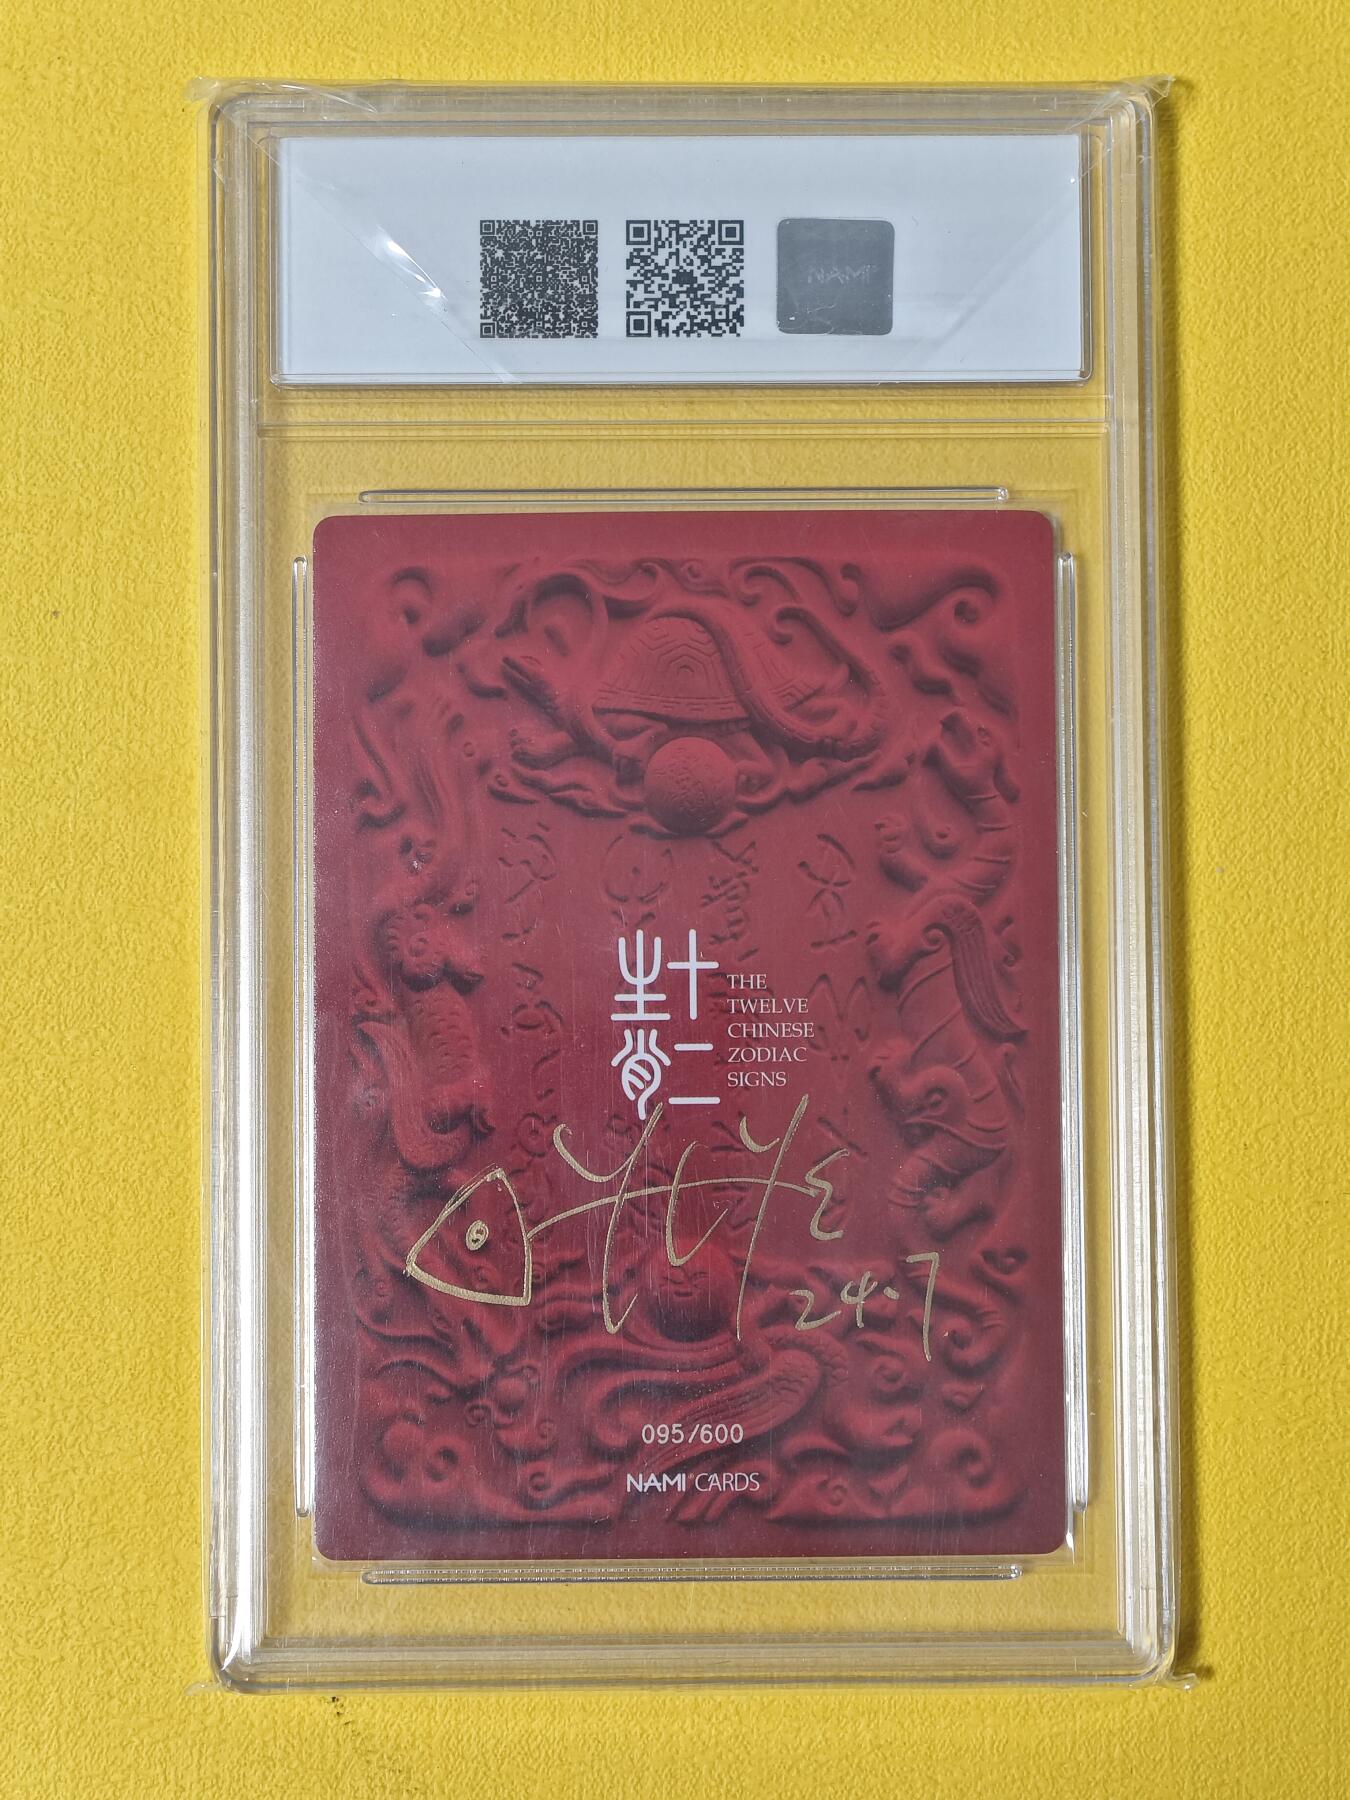 NAMI
十二
生肖
THE
TWELVE
CHINESE
ZODIAC
SIGNS
24.7
095/600
NAMI® CARDS